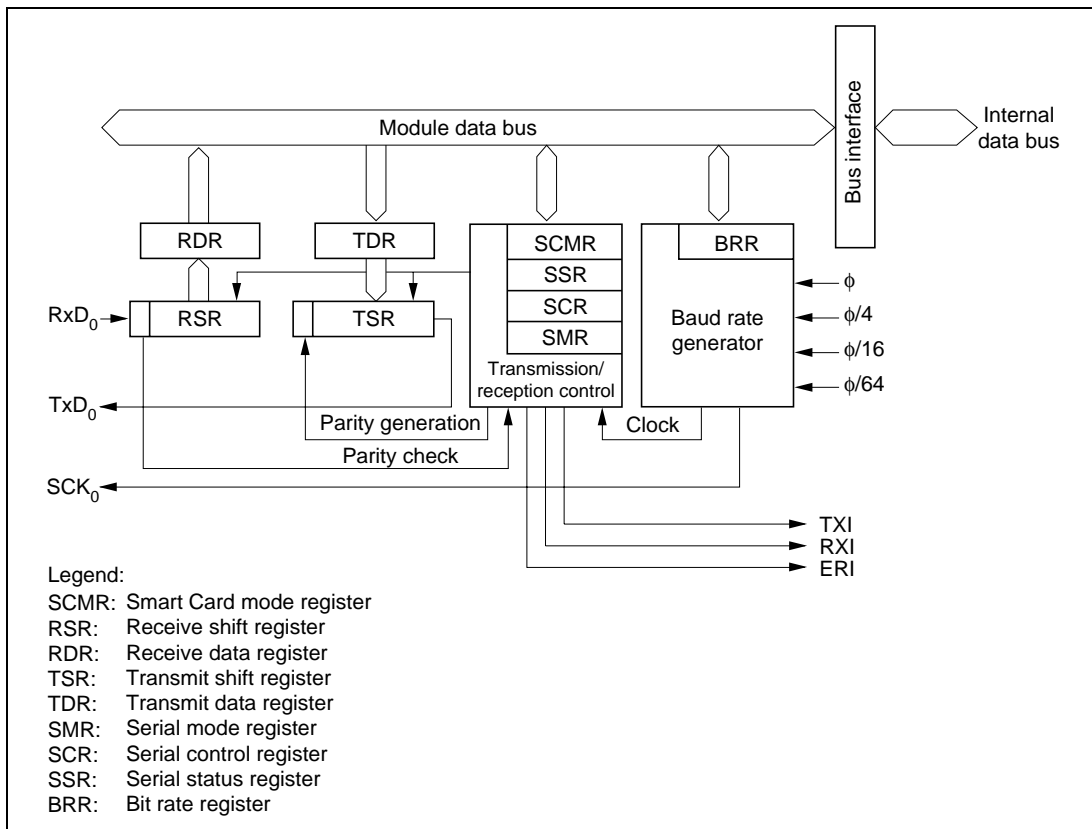 Module data bus
Bus interface
Internal
data bus
RDR
TDR
SCMR
SSR
SCR
SMR
Transmission/
reception control
BRR
Baud rate
generator
ϕ
ϕ/4
ϕ/16
ϕ/64
RxD0
RSR
TSR
TxD0
Parity generation
Parity check
Clock
SCK0
TXI
RXI
ERI
Legend:
SCMR: Smart Card mode register
RSR: Receive shift register
RDR: Receive data register
TSR: Transmit shift register
TDR: Transmit data register
SMR: Serial mode register
SCR: Serial control register
SSR: Serial status register
BRR: Bit rate register